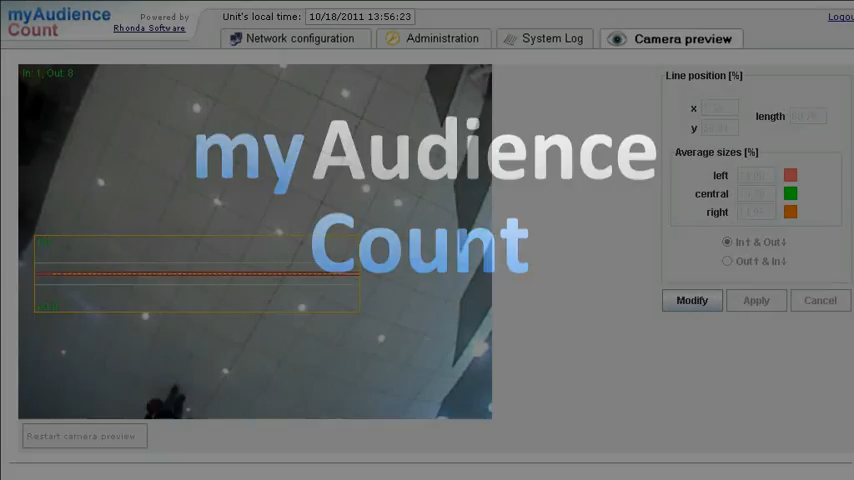 myAudience
Count
Powered by
Rhonda Software
Unit's local time: 10/18/2011 13:56:23
Logou
Network configuration
Administration
System Log
Camera preview
In: 1, Out: 8
myAudience
Count
Line position [%]
x
y
length
Average sizes [%]
left
central
right
In↑ & Out↓
Out↑ & In↓
Modify
Apply
Cancel
Restart camera preview